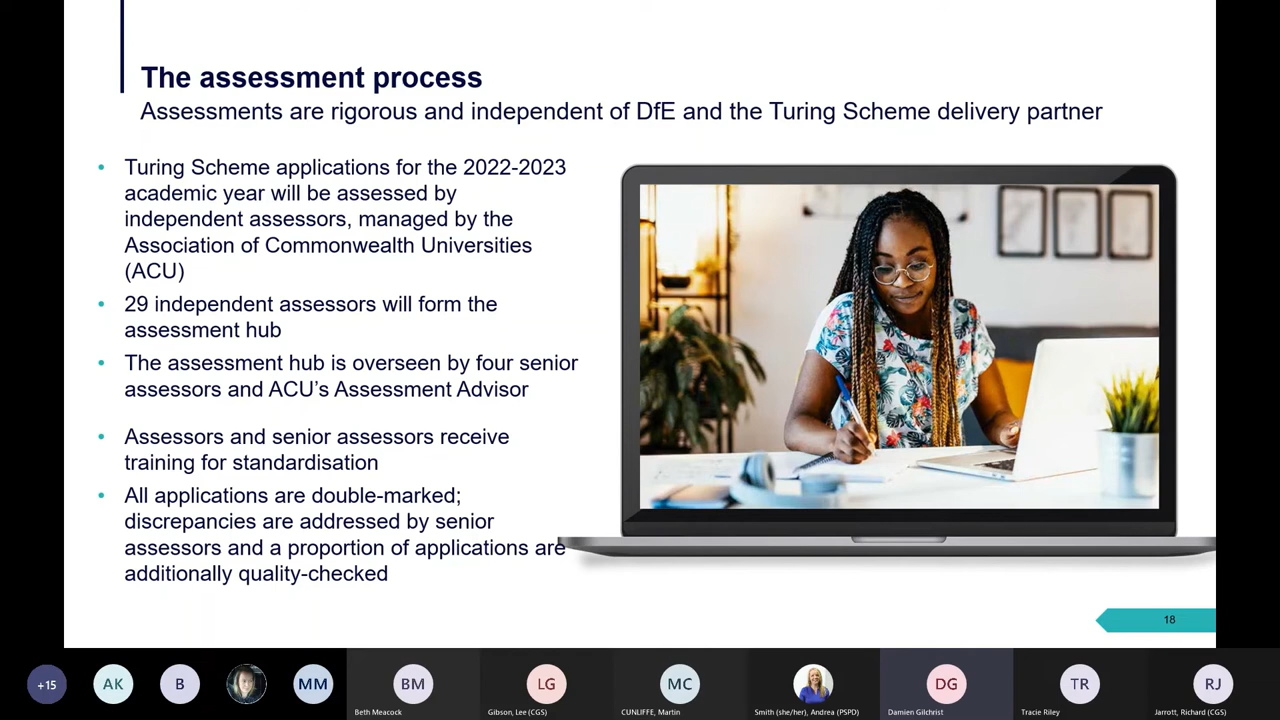 The assessment process
Assessments are rigorous and independent of DfE and the Turing Scheme delivery partner
• Turing Scheme applications for the 2022-2023
academic year will be assessed by
independent assessors, managed by the
Association of Commonwealth Universities
(ACU)
• 29 independent assessors will form the
assessment hub
• The assessment hub is overseen by four senior
assessors and ACU's Assessment Advisor
• Assessors and senior assessors receive
training for standardisation
• All applications are double-marked;
discrepancies are addressed by senior
assessors and a proportion of applications are
additionally quality-checked
18
+15
AK
B
MM
BM
LG
MC
DG
TR
RJ
Beth Meacock
Gibson, Lee (CGS)
CUNLIFFE, Martin
Smith (she/her), Andrea (PSPD)
Damien Gilchrist
Tracie Riley
Jarrott, Richard (CGS)